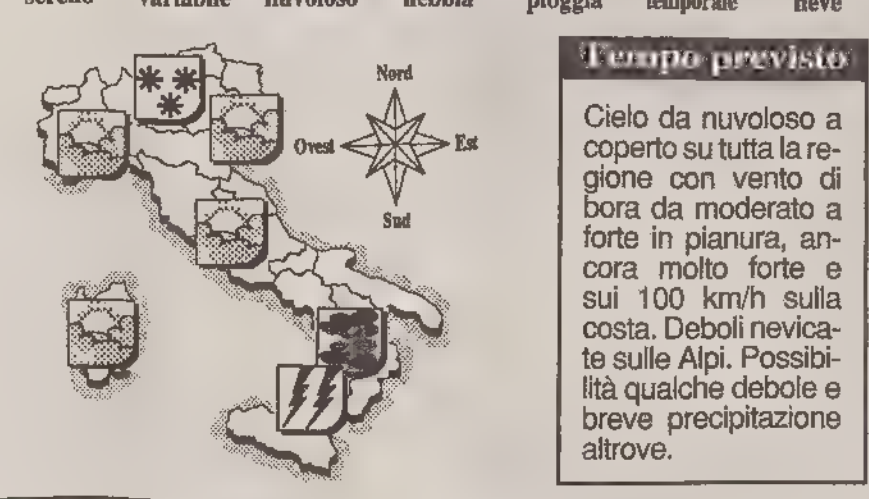 sereno variabile nuvoloso nebbia pioggia temporale neve
Nord
Ovest
Est
Sud
Tempo previsto
Cielo da nuvoloso a
coperto su tutta la re-
gione con vento di
bora da moderato a
forte in pianura, an-
cora molto forte e
sui 100 km/h sulla
costa. Deboli nevica-
te sulle Alpi. Possibi-
lità qualche debole e
breve precipitazione
altrove.